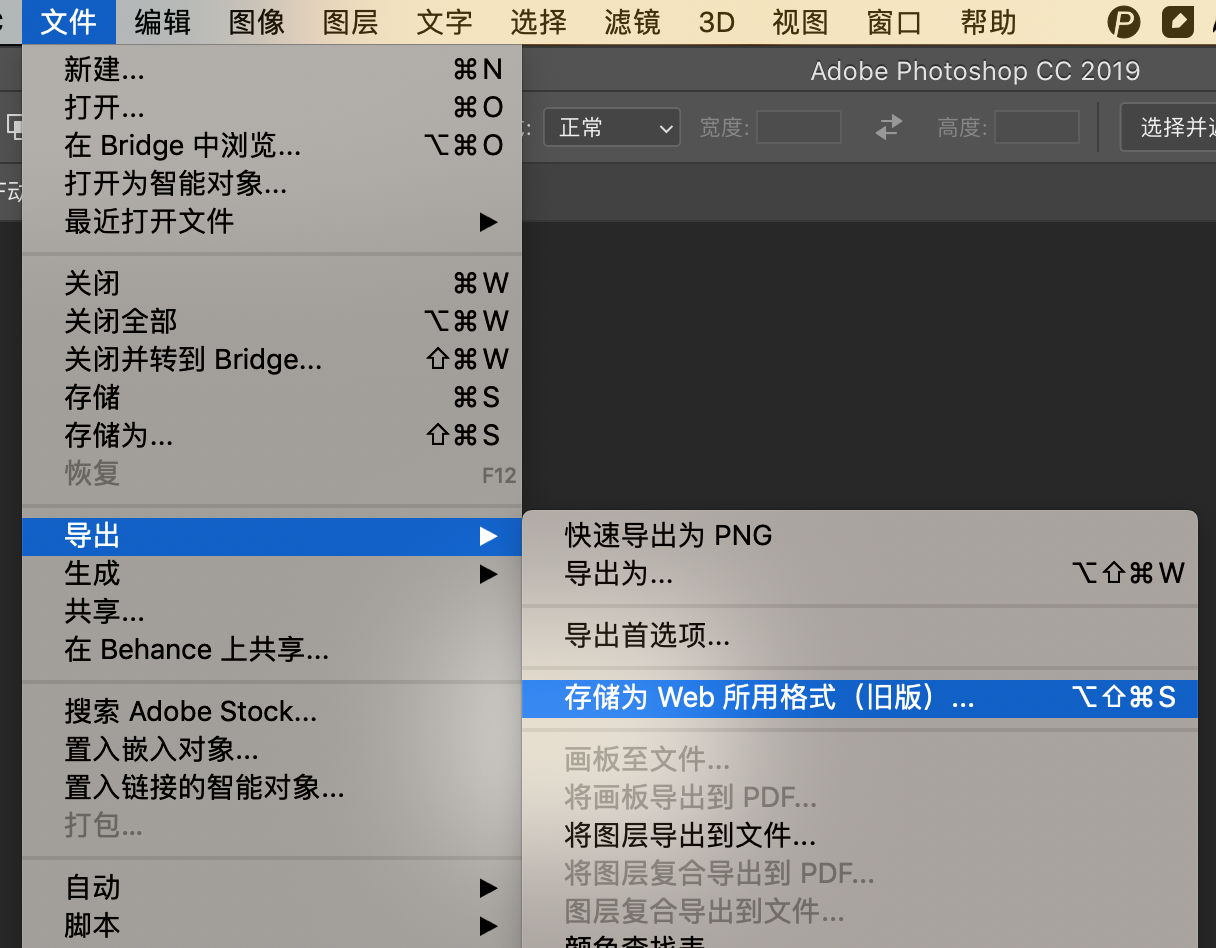 文件 编辑 图像 图层 文字 选择 滤镜 3D 视图 窗口 帮助
Adobe Photoshop CC 2019
正常 宽度: 高度: 选择并
新建... ⌘N
打开... ⌘O
在 Bridge 中浏览... ⌥⌘O
打开为智能对象...
最近打开文件 ▶
关闭 ⌘W
关闭全部 ⌥⌘W
关闭并转到 Bridge... ⇧⌘W
存储 ⌘S
存储为... ⇧⌘S
恢复 F12
导出 ▶
生成 ▶
共享...
在 Behance 上共享...
搜索 Adobe Stock...
置入嵌入对象...
置入链接的智能对象...
打包...
自动 ▶
脚本 ▶
快速导出为 PNG
导出为... ⌥⇧⌘W
导出首选项...
存储为 Web 所用格式（旧版）... ⌥⇧⌘S
画板至文件...
将画板导出到 PDF...
将图层导出到文件...
将图层复合导出到 PDF...
图层复合导出到文件...
颜色查找表...